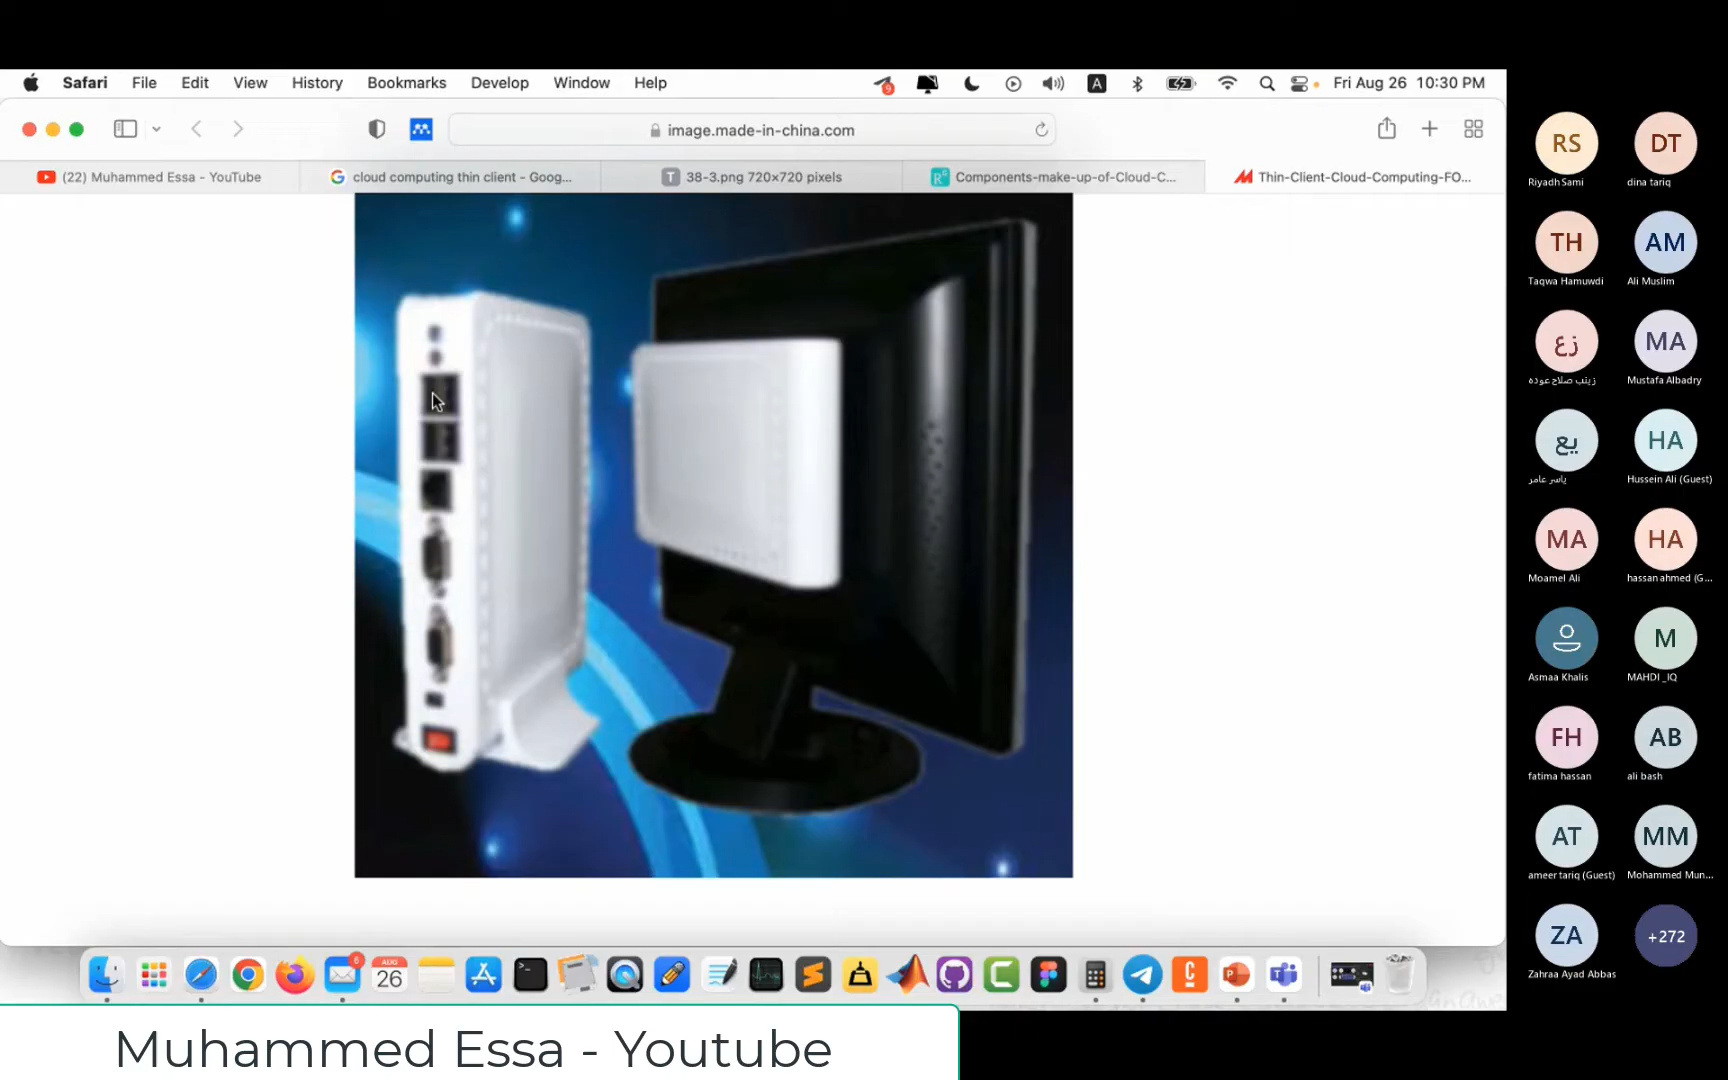 Safari File Edit View History Bookmarks Develop Window Help 9 A Fri Aug 26 10:30 PM
image.made-in-china.com
(22) Muhammed Essa - YouTube
cloud computing thin client - Goog...
38-3.png 720×720 pixels
Components-make-up-of-Cloud-C...
Thin-Client-Cloud-Computing-FO...
RS
DT
Riyadh Sami
dina tariq
TH
AM
Taqwa Hamuwdi
Ali Muslim
زع
MA
زينب صلاح عوده
Mustafa Albadry
يع
HA
ياسر عامر
Hussein Ali (Guest)
MA
HA
Moamel Ali
hassan ahmed (G...
M
Asmaa Khalis
MAHDI _IQ
FH
AB
fatima hassan
ali bash
AT
MM
ameer tariq (Guest)
Mohammed Mun...
ZA
+272
Zahraa Ayad Abbas
6
AUG
26
Muhammed Essa - Youtube